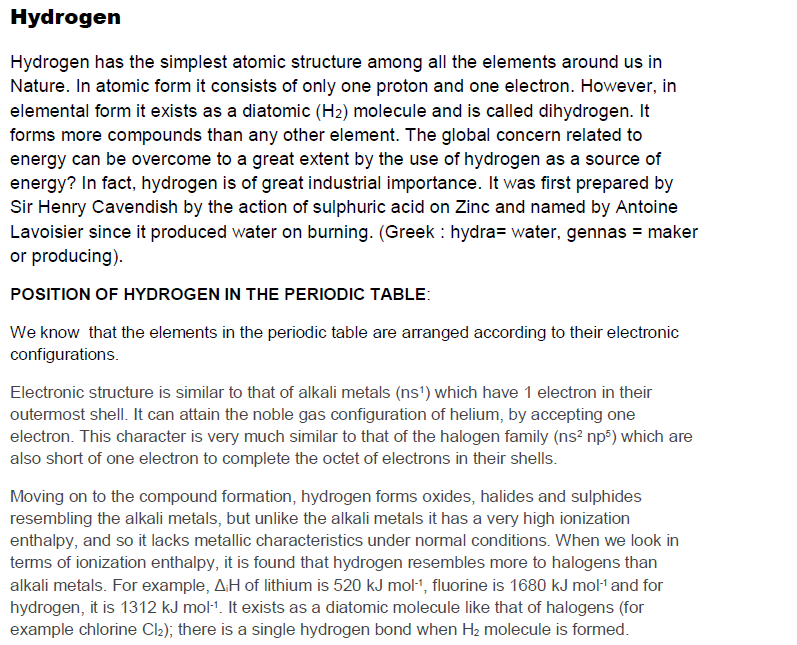 Hydrogen
Hydrogen has the simplest atomic structure among all the elements around us in
Nature. In atomic form it consists of only one proton and one electron. However, in
elemental form it exists as a diatomic (H₂) molecule and is called dihydrogen. It
forms more compounds than any other element. The global concern related to
energy can be overcome to a great extent by the use of hydrogen as a source of
energy? In fact, hydrogen is of great industrial importance. It was first prepared by
Sir Henry Cavendish by the action of sulphuric acid on Zinc and named by Antoine
Lavoisier since it produced water on burning. (Greek : hydra= water, gennas = maker
or producing).
POSITION OF HYDROGEN IN THE PERIODIC TABLE:
We know that the elements in the periodic table are arranged according to their electronic
configurations.
Electronic structure is similar to that of alkali metals (ns¹) which have 1 electron in their
outermost shell. It can attain the noble gas configuration of helium, by accepting one
electron. This character is very much similar to that of the halogen family (ns² np⁵) which are
also short of one electron to complete the octet of electrons in their shells.
Moving on to the compound formation, hydrogen forms oxides, halides and sulphides
resembling the alkali metals, but unlike the alkali metals it has a very high ionization
enthalpy, and so it lacks metallic characteristics under normal conditions. When we look in
terms of ionization enthalpy, it is found that hydrogen resembles more to halogens than
alkali metals. For example, ΔᵢH of lithium is 520 kJ mol⁻¹, fluorine is 1680 kJ mol⁻¹ and for
hydrogen, it is 1312 kJ mol⁻¹. It exists as a diatomic molecule like that of halogens (for
example chlorine Cl₂); there is a single hydrogen bond when H₂ molecule is formed.